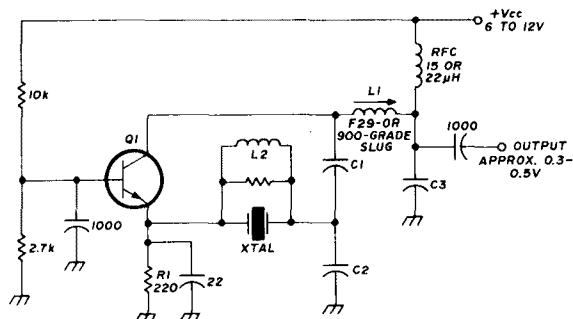 +Vcc
6 TO 12V
RFC
15 OR
22μH
L1
10k
F29-OR
900-GRADE
SLUG
1000
OUTPUT
APPROX. 0.3-
0.5V
Q1
L2
C1
C3
1000
XTAL
2.7k
R1
220
22
C2